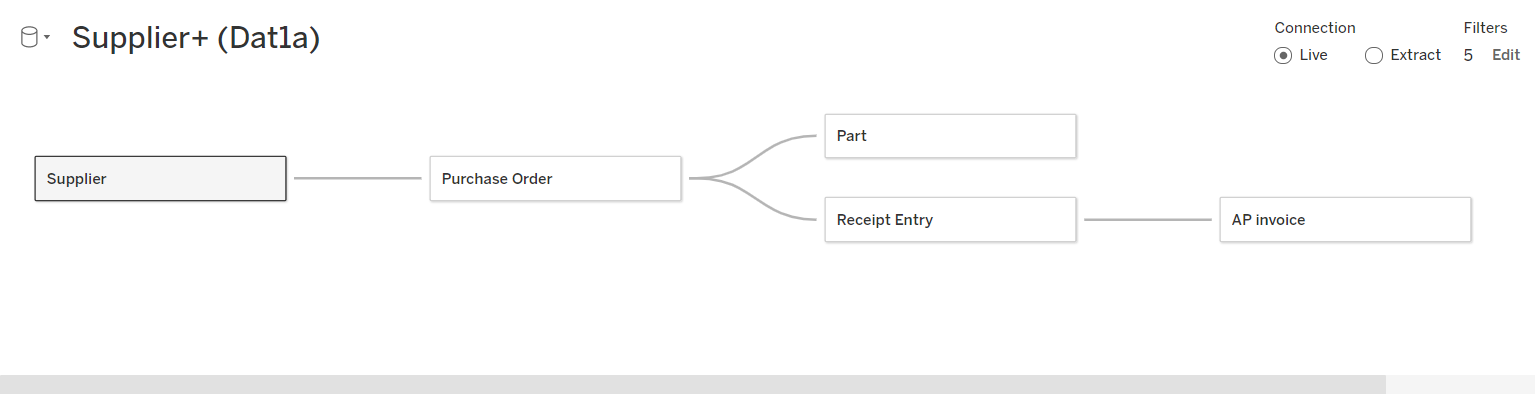 Supplier+ (Dat1a)
Connection
Filters
Live
Extract
5
Edit
Part
Supplier
Purchase Order
Receipt Entry
AP invoice